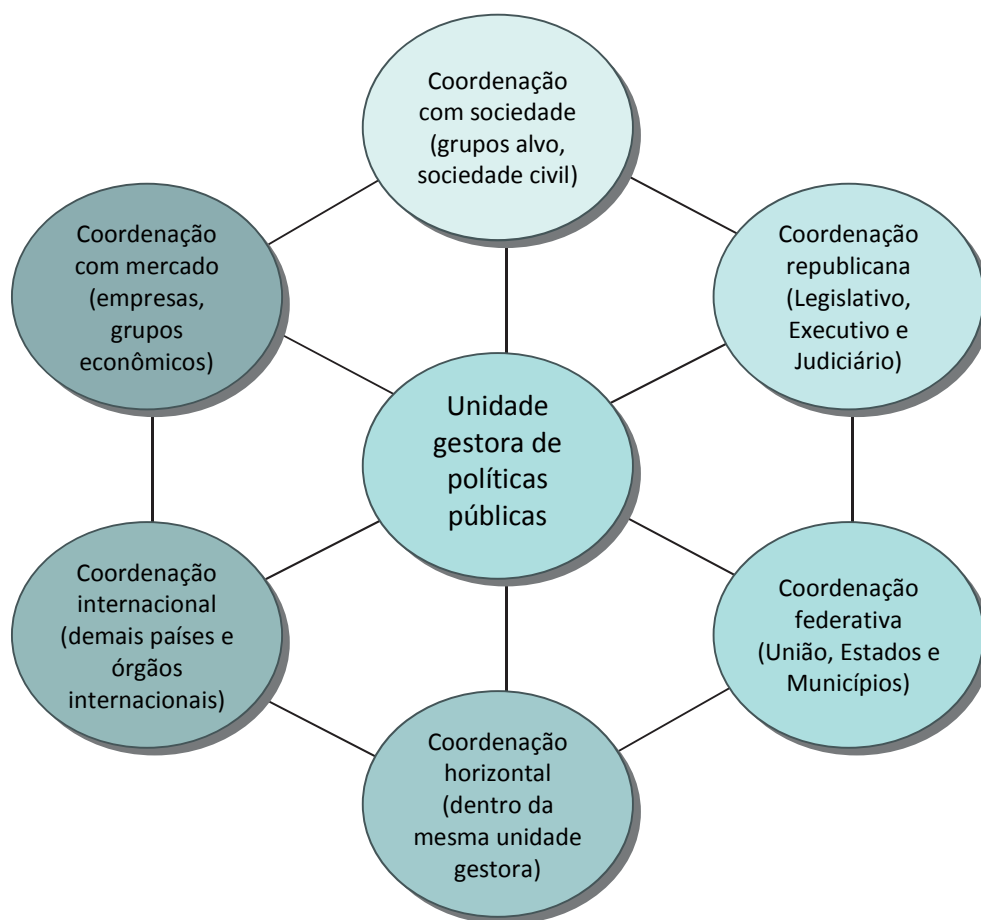 Coordenação
com sociedade
(grupos alvo,
sociedade civil)
Coordenação
com mercado
(empresas,
grupos
econômicos)
Coordenação
republicana
(Legislativo,
Executivo e
Judiciário)
Unidade
gestora de
políticas
públicas
Coordenação
internacional
(demais países e
órgãos
internacionais)
Coordenação
federativa
(União, Estados e
Municípios)
Coordenação
horizontal
(dentro da
mesma unidade
gestora)